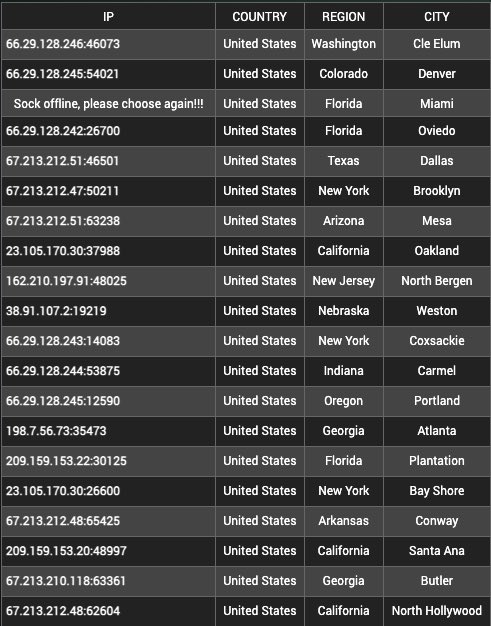 IP COUNTRY REGION CITY
66.29.128.246:46073 United States Washington Cle Elum
66.29.128.245:54021 United States Colorado Denver
Sock offline, please choose again!!! United States Florida Miami
66.29.128.242:26700 United States Florida Oviedo
67.213.212.51:46501 United States Texas Dallas
67.213.212.47:50211 United States New York Brooklyn
67.213.212.51:63238 United States Arizona Mesa
23.105.170.30:37988 United States California Oakland
162.210.197.91:48025 United States New Jersey North Bergen
38.91.107.2:19219 United States Nebraska Weston
66.29.128.243:14083 United States New York Coxsackie
66.29.128.244:53875 United States Indiana Carmel
66.29.128.245:12590 United States Oregon Portland
198.7.56.73:35473 United States Georgia Atlanta
209.159.153.22:30125 United States Florida Plantation
23.105.170.30:26600 United States New York Bay Shore
67.213.212.48:65425 United States Arkansas Conway
209.159.153.20:48997 United States California Santa Ana
67.213.210.118:63361 United States Georgia Butler
67.213.212.48:62604 United States California North Hollywood